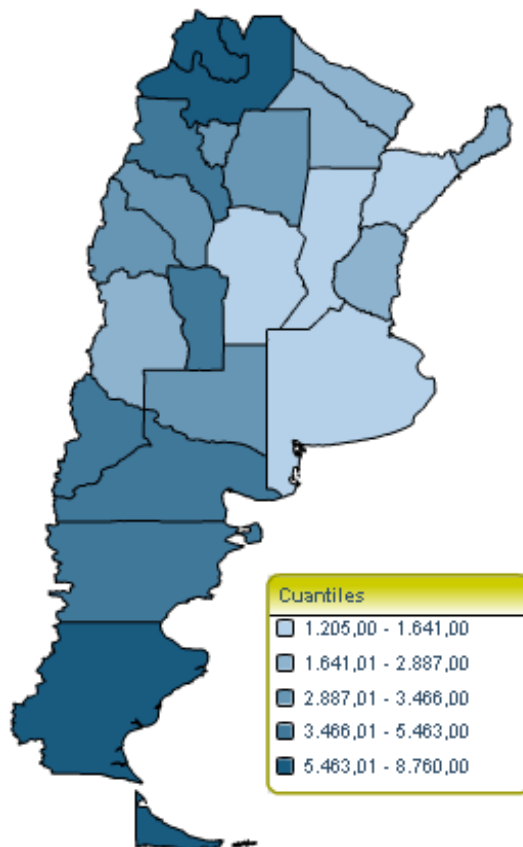 Cuantiles
1.205,00 - 1.641,00
1.641,01 - 2.887,00
2.887,01 - 3.466,00
3.466,01 - 5.463,00
5.463,01 - 8.760,00